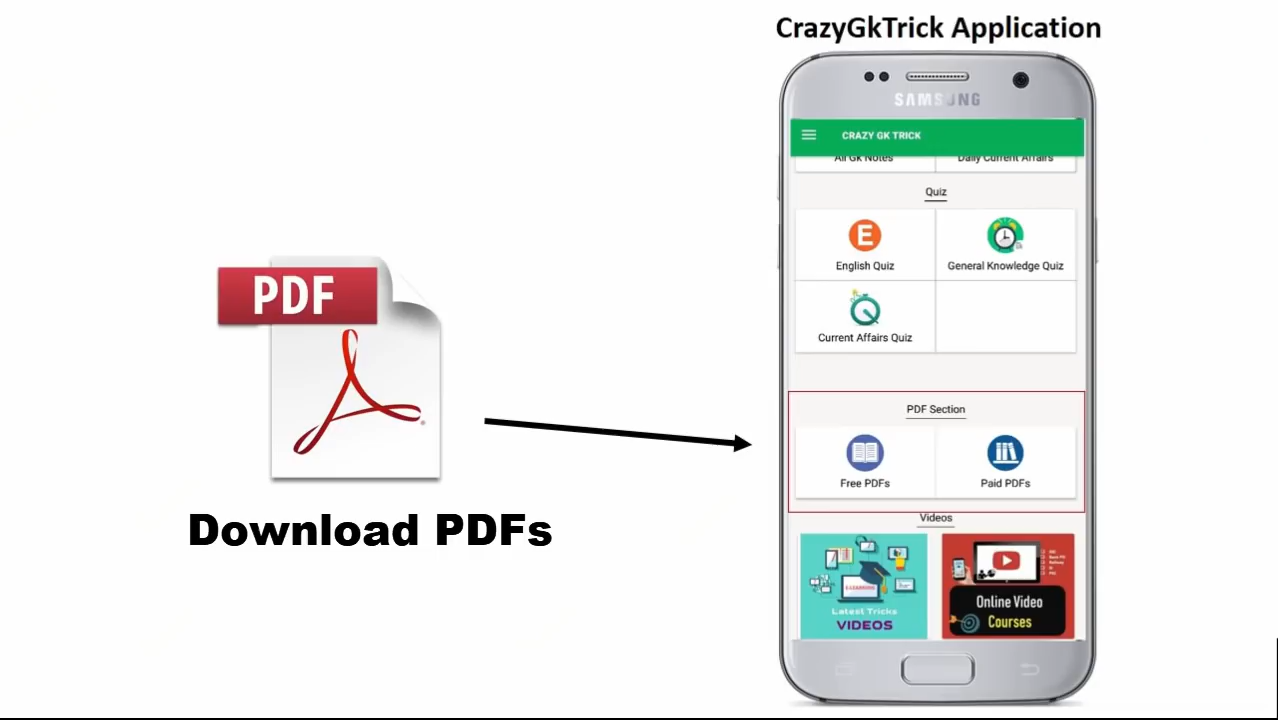 CrazyGkTrick Application
SAMSUNG
CRAZY GK TRICK
All Gk Notes
Daily Current Affairs
Quiz
E
English Quiz
General Knowledge Quiz
Current Affairs Quiz
PDF Section
Free PDFs
Paid PDFs
Videos
E-LEARNING
Latest Tricks
VIDEOS
Online Video
Courses
PDF
Download PDFs